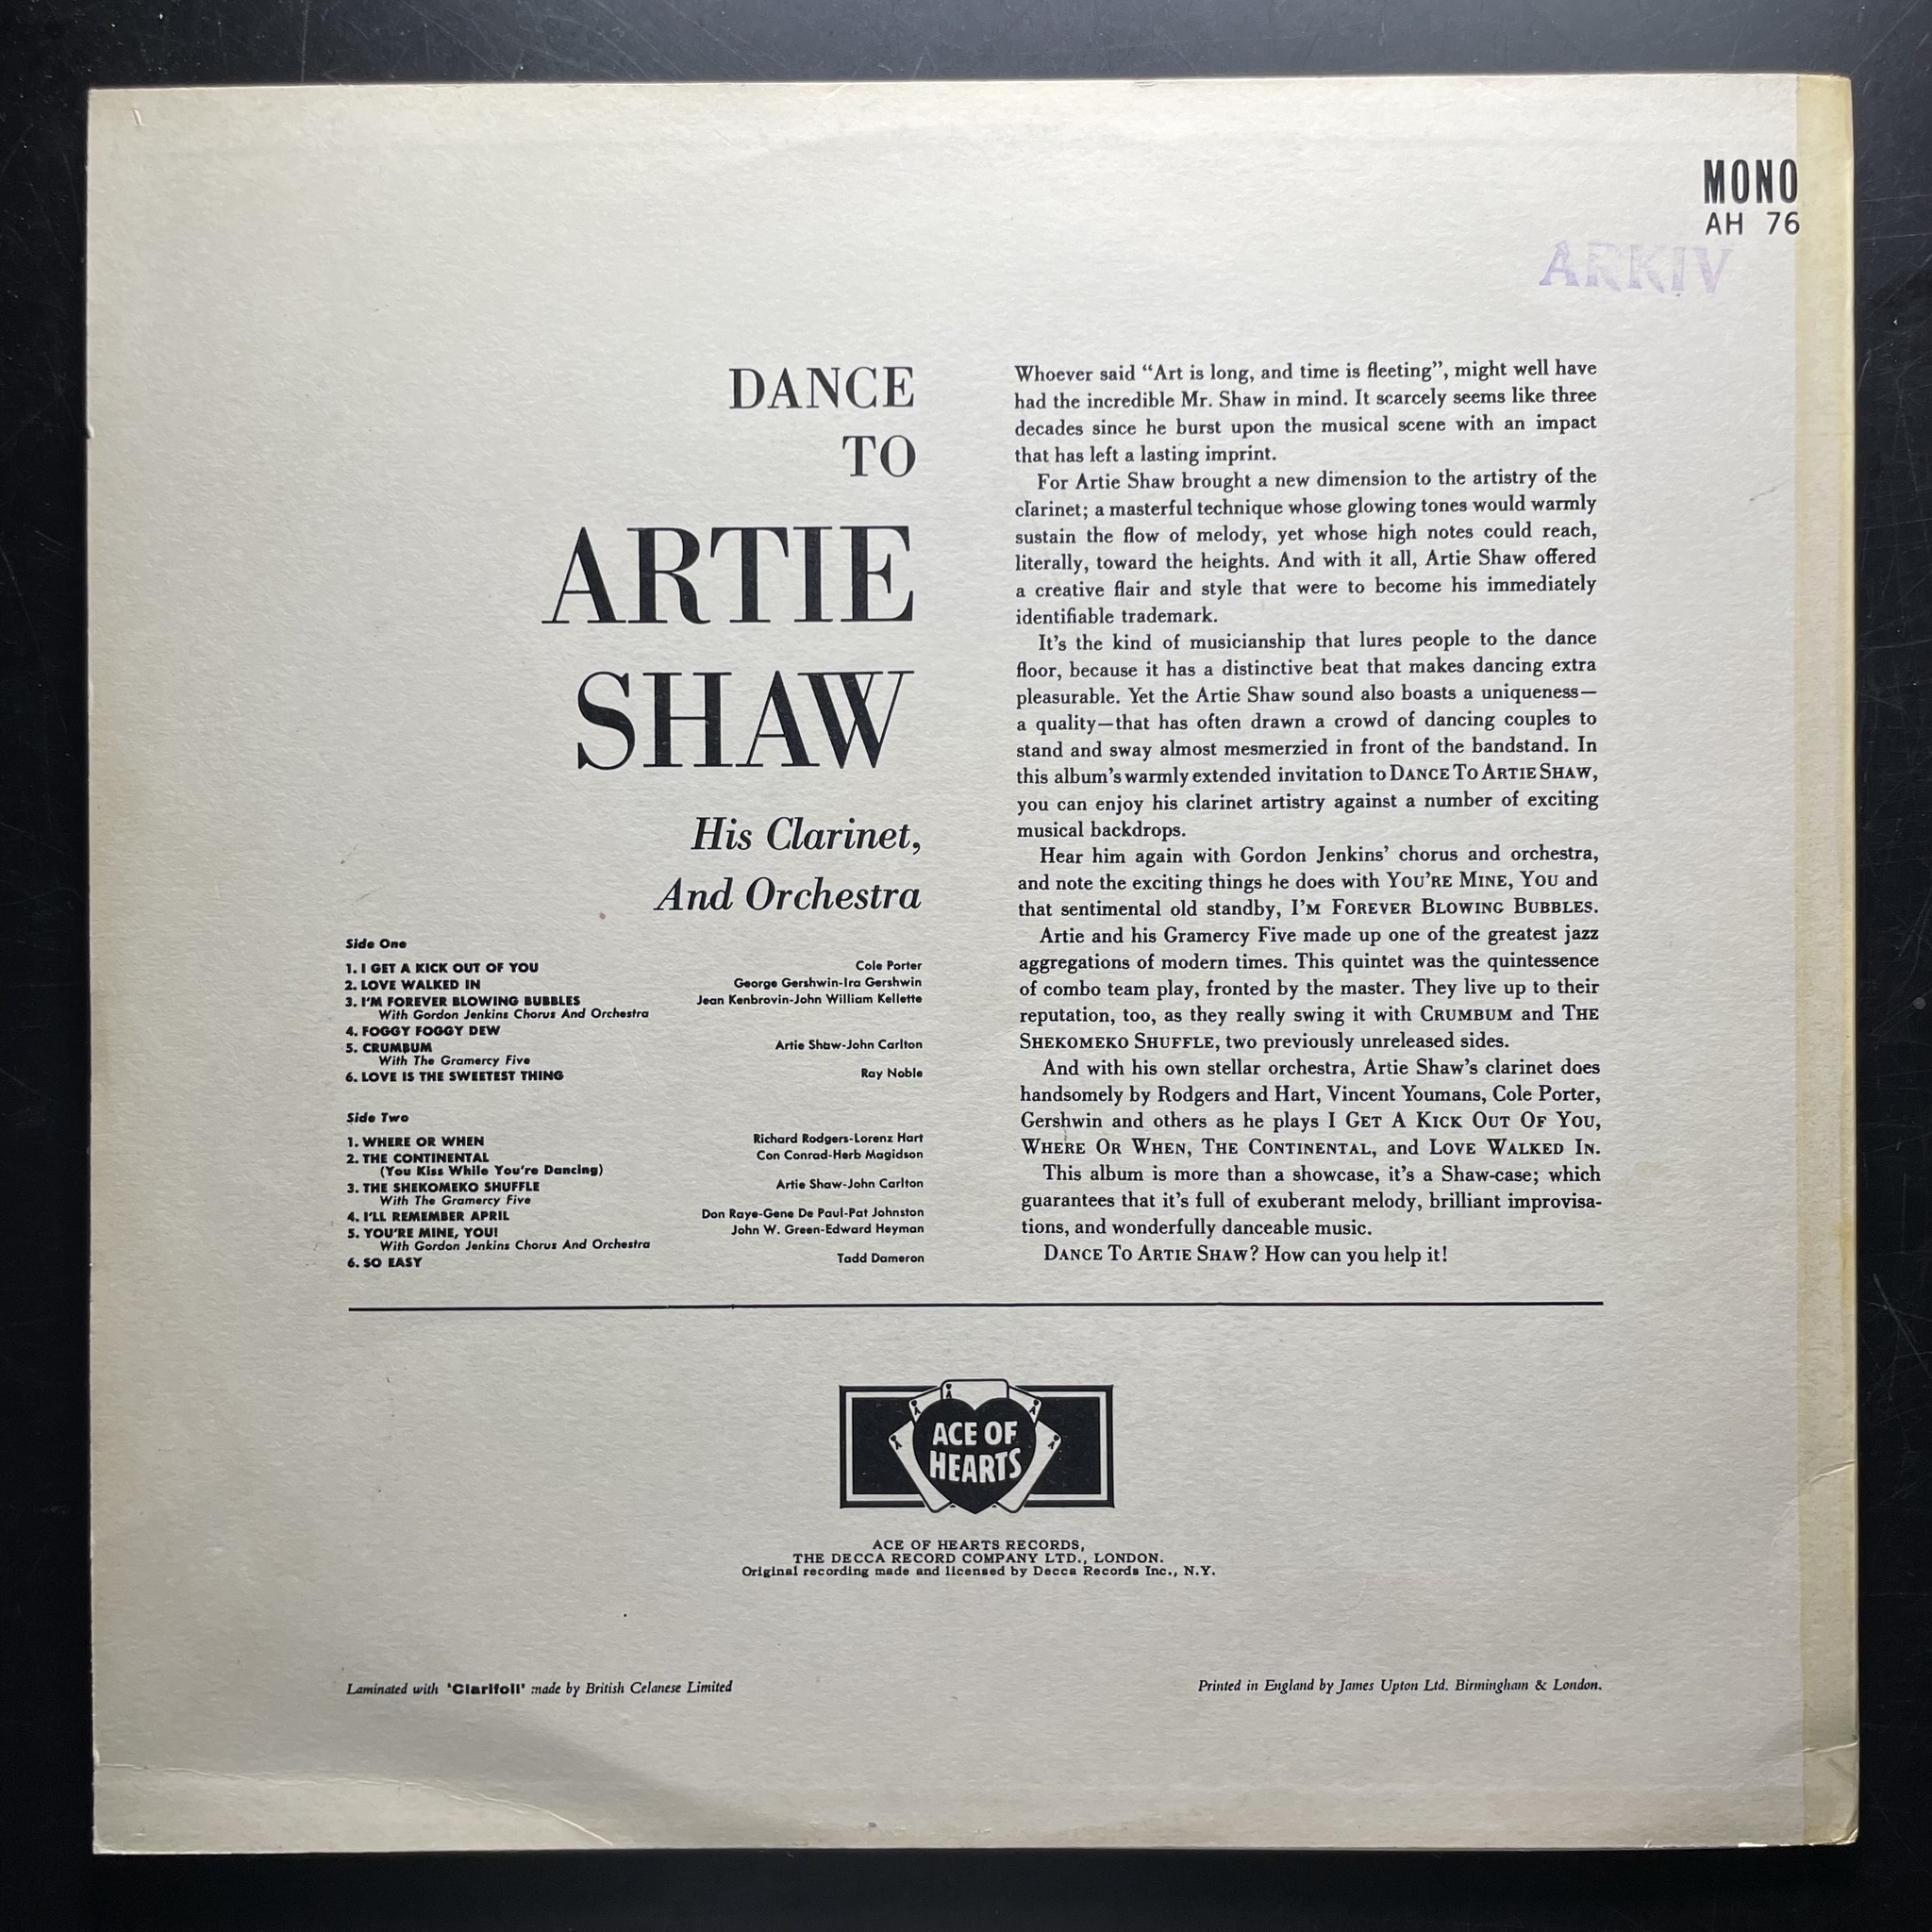 MONO
AH 76
ARKIV
DANCE
TO
ARTIE
SHAW
His Clarinet,
And Orchestra
Side One
1. I GET A KICK OUT OF YOU Cole Porter
2. LOVE WALKED IN George Gershwin-Ira Gershwin
3. I'M FOREVER BLOWING BUBBLES Jean Kenbrovin-John William Kellette
With Gordon Jenkins Chorus And Orchestra
4. FOGGY FOGGY DEW
5. CRUMBUM Artie Shaw-John Carlton
With The Gramercy Five
6. LOVE IS THE SWEETEST THING Ray Noble
Side Two
1. WHERE OR WHEN Richard Rodgers-Lorenz Hart
2. THE CONTINENTAL Con Conrad-Herb Magidson
(You Kiss While You're Dancing)
3. THE SHEKOMEKO SHUFFLE Artie Shaw-John Carlton
With The Gramercy Five
4. I'LL REMEMBER APRIL Don Raye-Gene De Paul-Pat Johnston
5. YOU'RE MINE, YOU! John W. Green-Edward Heyman
With Gordon Jenkins Chorus And Orchestra
6. SO EASY Tadd Dameron
Whoever said “Art is long, and time is fleeting”, might well have
had the incredible Mr. Shaw in mind. It scarcely seems like three
decades since he burst upon the musical scene with an impact
that has left a lasting imprint.
For Artie Shaw brought a new dimension to the artistry of the
clarinet; a masterful technique whose glowing tones would warmly
sustain the flow of melody, yet whose high notes could reach,
literally, toward the heights. And with it all, Artie Shaw offered
a creative flair and style that were to become his immediately
identifiable trademark.
It's the kind of musicianship that lures people to the dance
floor, because it has a distinctive beat that makes dancing extra
pleasurable. Yet the Artie Shaw sound also boasts a uniqueness—
a quality—that has often drawn a crowd of dancing couples to
stand and sway almost mesmerzied in front of the bandstand. In
this album's warmly extended invitation to DANCE TO ARTIE SHAW,
you can enjoy his clarinet artistry against a number of exciting
musical backdrops.
Hear him again with Gordon Jenkins' chorus and orchestra,
and note the exciting things he does with YOU'RE MINE, YOU and
that sentimental old standby, I'M FOREVER BLOWING BUBBLES.
Artie and his Gramercy Five made up one of the greatest jazz
aggregations of modern times. This quintet was the quintessence
of combo team play, fronted by the master. They live up to their
reputation, too, as they really swing it with CRUMBUM and THE
SHEKOMEKO SHUFFLE, two previously unreleased sides.
And with his own stellar orchestra, Artie Shaw's clarinet does
handsomely by Rodgers and Hart, Vincent Youmans, Cole Porter,
Gershwin and others as he plays I GET A KICK OUT OF YOU,
WHERE OR WHEN, THE CONTINENTAL, and LOVE WALKED IN.
This album is more than a showcase, it's a Shaw-case; which
guarantees that it's full of exuberant melody, brilliant improvisa-
tions, and wonderfully danceable music.
DANCE TO ARTIE SHAW? How can you help it!
A
A
A
A
A
ACE OF
HEARTS
ACE OF HEARTS RECORDS,
THE DECCA RECORD COMPANY LTD., LONDON.
Original recording made and licensed by Decca Records Inc., N.Y.
Laminated with 'Clarifoil' made by British Celanese Limited
Printed in England by James Upton Ltd. Birmingham & London.